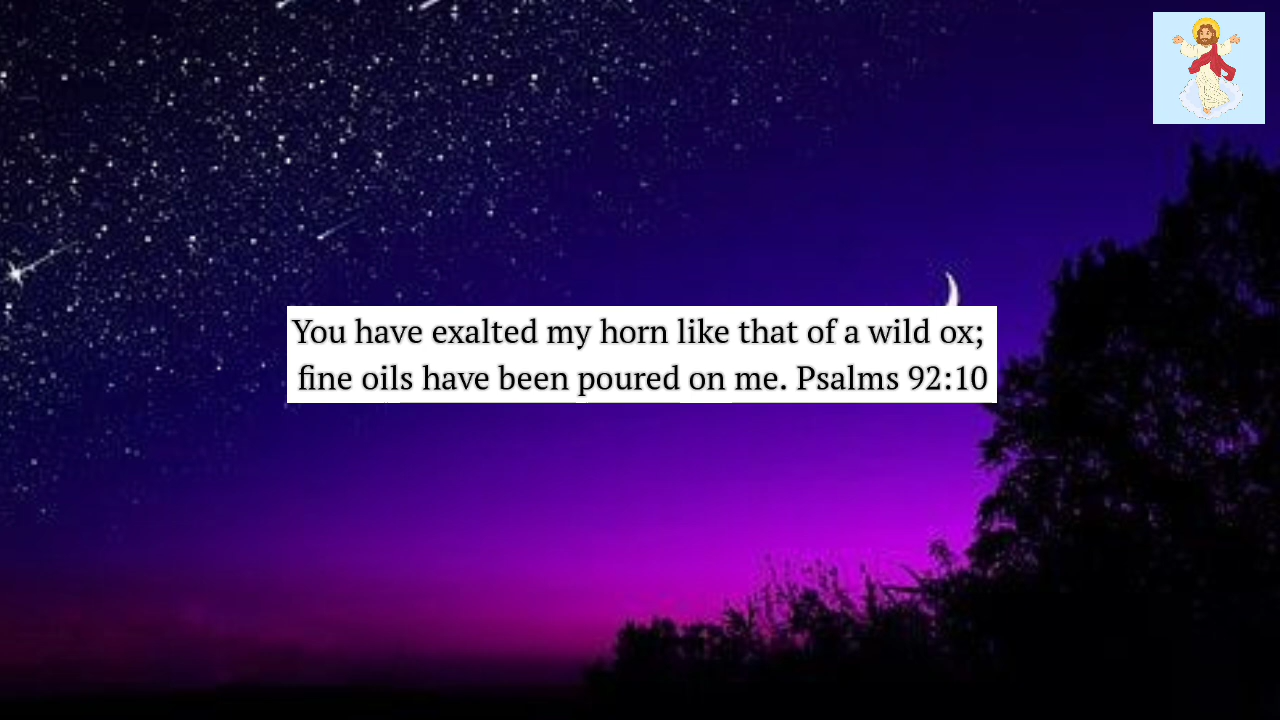 You have exalted my horn like that of a wild ox;
fine oils have been poured on me. Psalms 92:10